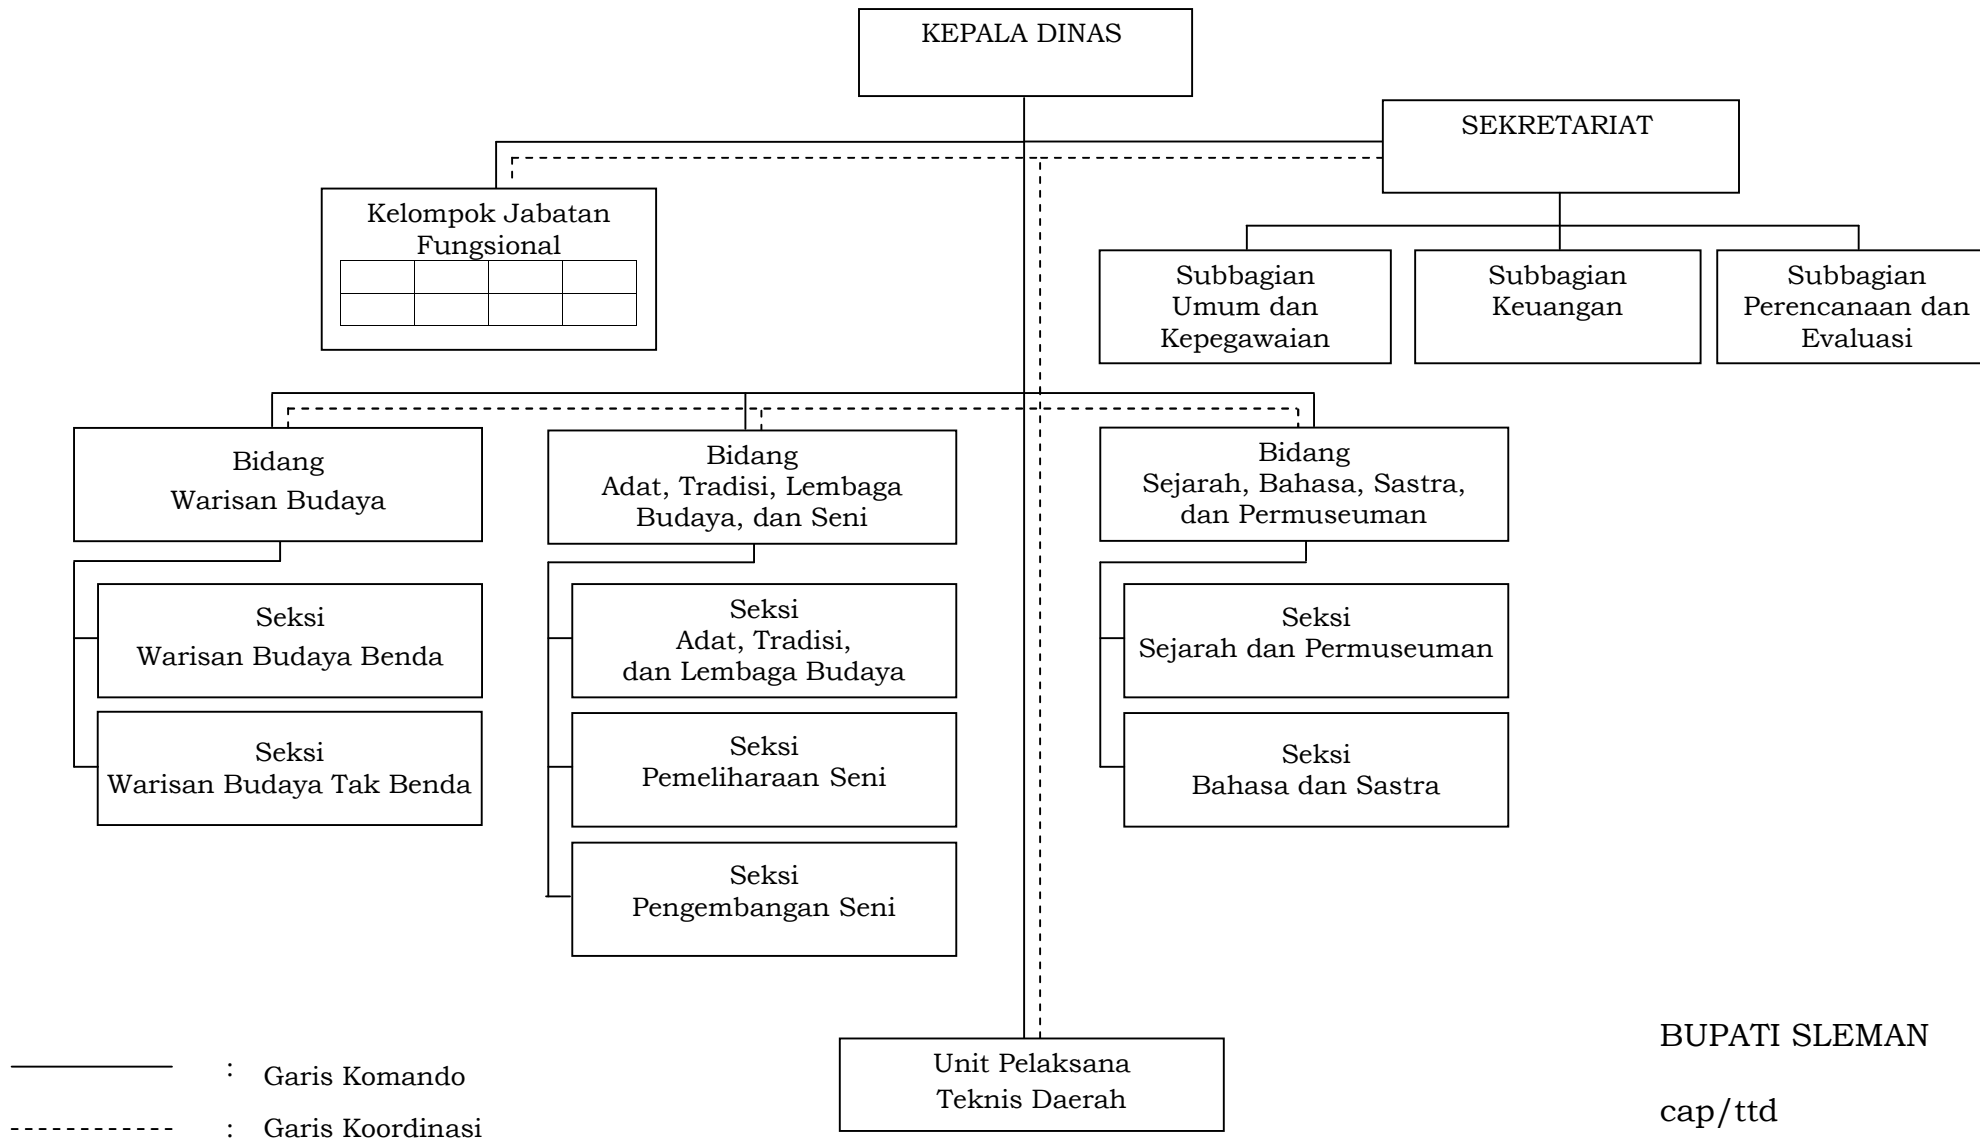 KEPALA DINAS
SEKRETARIAT
Kelompok Jabatan
Fungsional
Subbagian
Umum dan
Kepegawaian
Subbagian
Keuangan
Subbagian
Perencanaan dan
Evaluasi
Bidang
Warisan Budaya
Bidang
Adat, Tradisi, Lembaga
Budaya, dan Seni
Bidang
Sejarah, Bahasa, Sastra,
dan Permuseuman
Seksi
Warisan Budaya Benda
Seksi
Adat, Tradisi,
dan Lembaga Budaya
Seksi
Sejarah dan Permuseuman
Seksi
Warisan Budaya Tak Benda
Seksi
Pemeliharaan Seni
Seksi
Bahasa dan Sastra
Seksi
Pengembangan Seni
Unit Pelaksana
Teknis Daerah
: Garis Komando
: Garis Koordinasi
BUPATI SLEMAN
cap/ttd